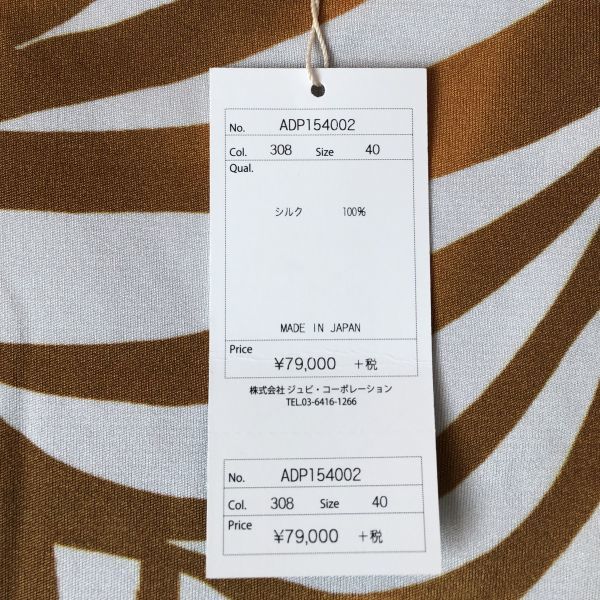 No. ADP154002
Col. 308 Size 40
Qual.
シルク 100%
MADE IN JAPAN
Price
¥79,000 +税
株式会社 ジュビ・コーポレーション
TEL.03-6416-1266
No. ADP154002
Col. 308 Size 40
Price
¥79,000 +税